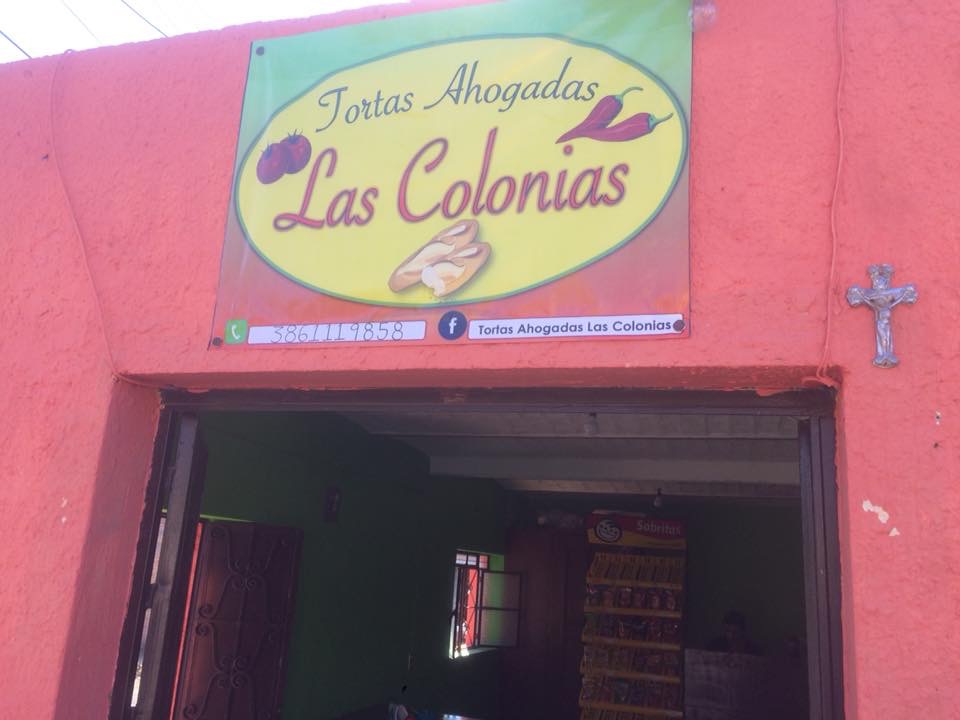 Tortas Ahogadas
Las Colonias
3861119858
f
Tortas Ahogadas Las Colonias
Sabritas